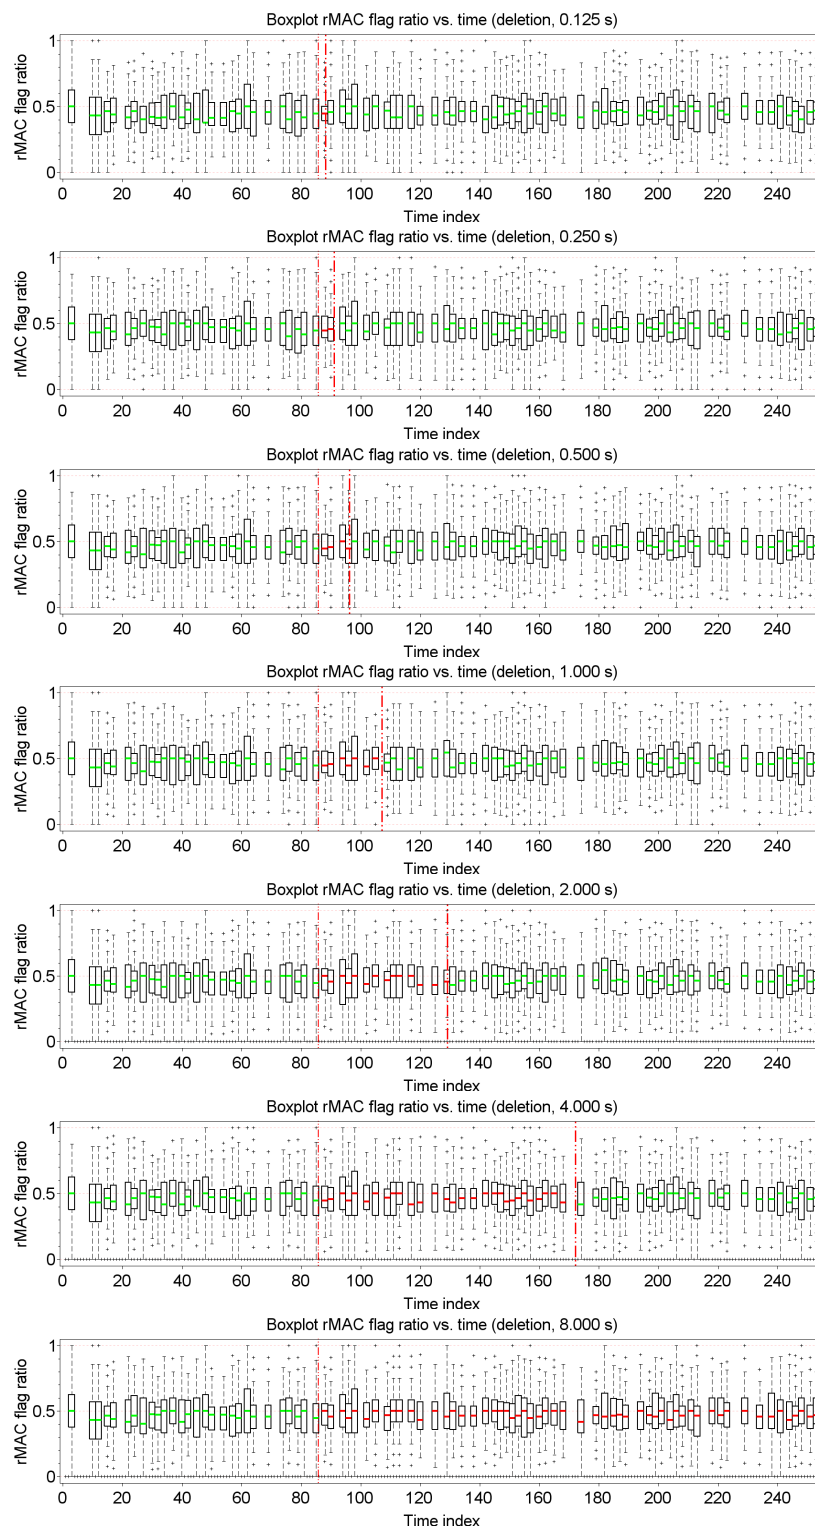 Boxplot rMAC flag ratio vs. time (deletion, 0.125 s)
rMAC flag ratio
1
0.5
0
0 20 40 60 80 100 120 140 160 180 200 220 240
Time index
Boxplot rMAC flag ratio vs. time (deletion, 0.250 s)
rMAC flag ratio
1
0.5
0
0 20 40 60 80 100 120 140 160 180 200 220 240
Time index
Boxplot rMAC flag ratio vs. time (deletion, 0.500 s)
rMAC flag ratio
1
0.5
0
0 20 40 60 80 100 120 140 160 180 200 220 240
Time index
Boxplot rMAC flag ratio vs. time (deletion, 1.000 s)
rMAC flag ratio
1
0.5
0
0 20 40 60 80 100 120 140 160 180 200 220 240
Time index
Boxplot rMAC flag ratio vs. time (deletion, 2.000 s)
rMAC flag ratio
1
0.5
0
0 20 40 60 80 100 120 140 160 180 200 220 240
Time index
Boxplot rMAC flag ratio vs. time (deletion, 4.000 s)
rMAC flag ratio
1
0.5
0
0 20 40 60 80 100 120 140 160 180 200 220 240
Time index
Boxplot rMAC flag ratio vs. time (deletion, 8.000 s)
rMAC flag ratio
1
0.5
0
0 20 40 60 80 100 120 140 160 180 200 220 240
Time index